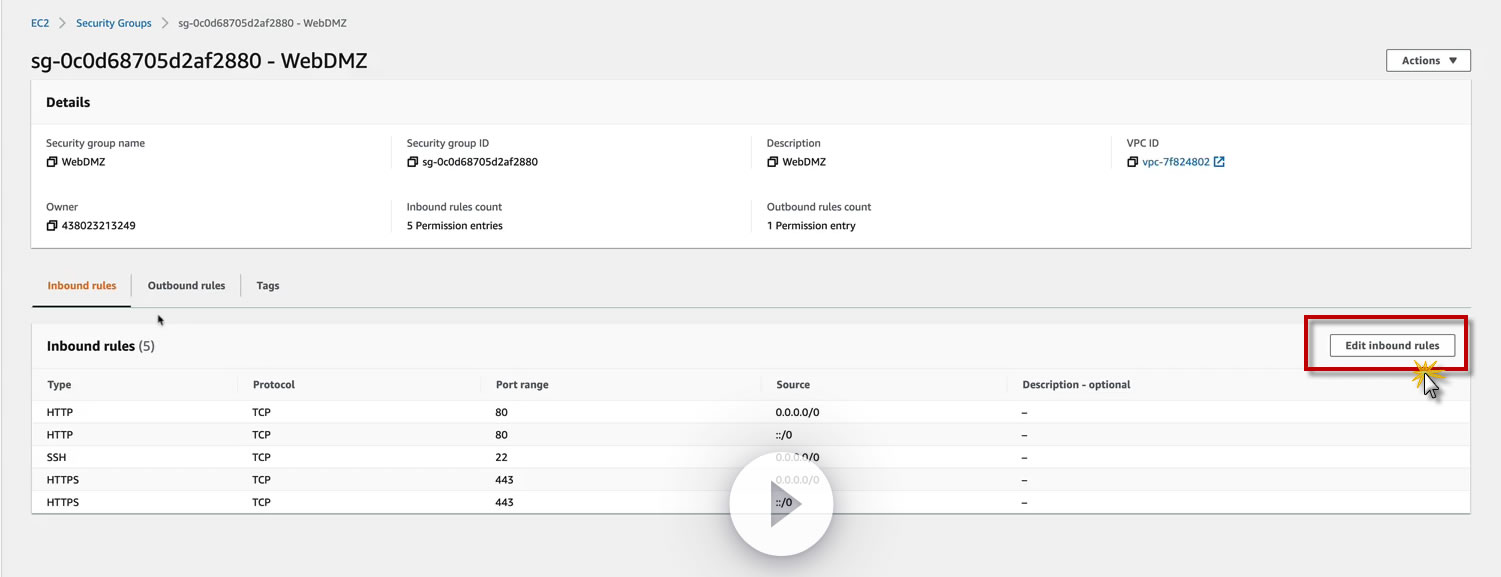 EC2 > Security Groups > sg-0c0d68705d2af2880 - WebDMZ
sg-0c0d68705d2af2880 - WebDMZ
Actions ▼
Details
Security group name Security group ID Description VPC ID
WebDMZ sg-0c0d68705d2af2880 WebDMZ vpc-7f824802
Owner Inbound rules count Outbound rules count
438023213249 5 Permission entries 1 Permission entry
Inbound rules Outbound rules Tags
Inbound rules (5) Edit inbound rules
Type Protocol Port range Source Description - optional
HTTP TCP 80 0.0.0.0/0 –
HTTP TCP 80 ::/0 –
SSH TCP 22 0.0.0.0/0 –
HTTPS TCP 443 0.0.0.0/0 –
HTTPS TCP 443 ::/0 –